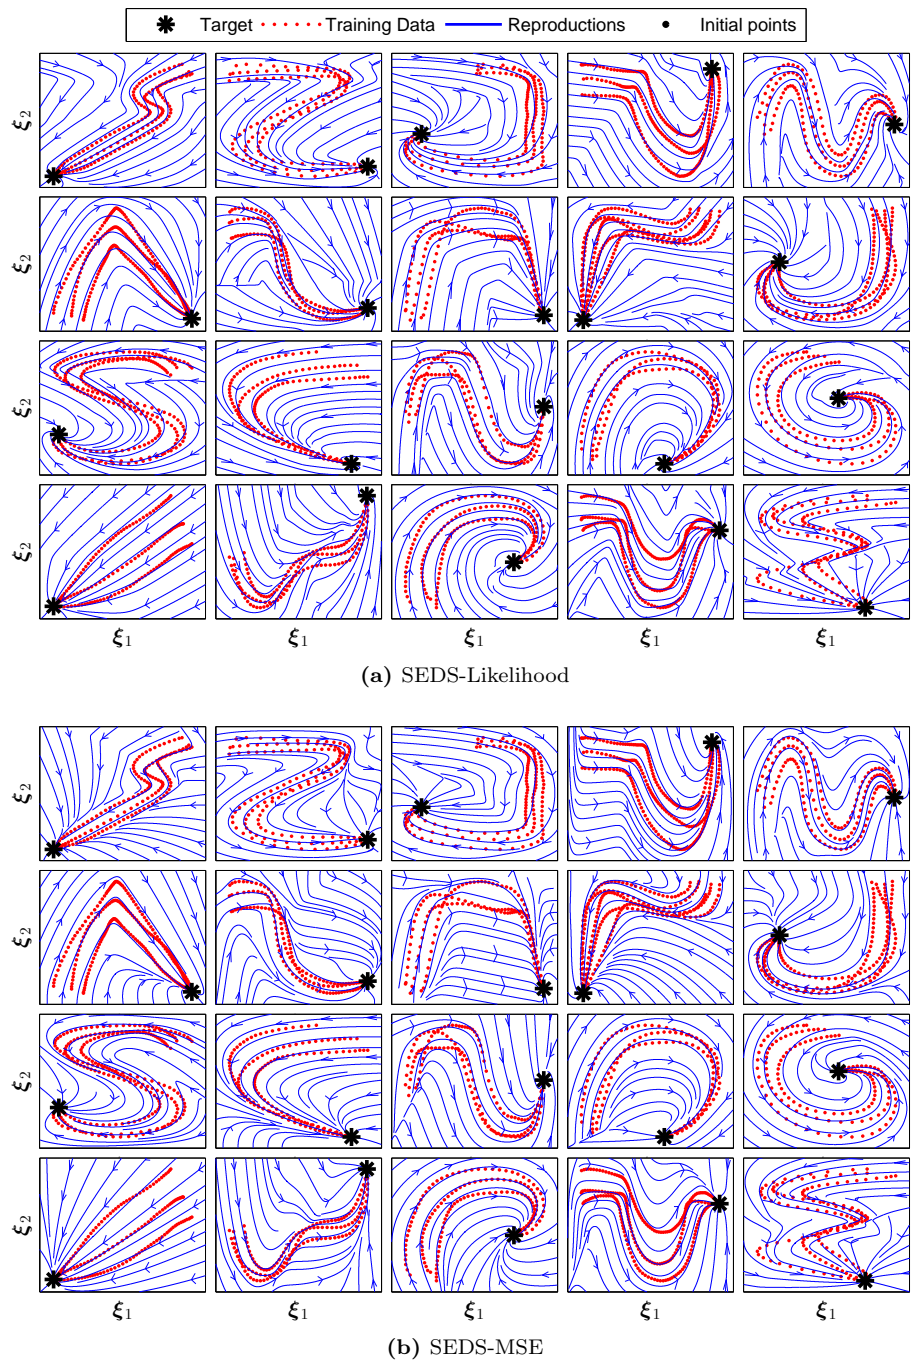 Target Training Data Reproductions Initial points
ξ2
ξ2
ξ2
ξ2
ξ1 ξ1 ξ1 ξ1 ξ1
(a) SEDS-Likelihood
ξ2
ξ2
ξ2
ξ2
ξ1 ξ1 ξ1 ξ1 ξ1
(b) SEDS-MSE